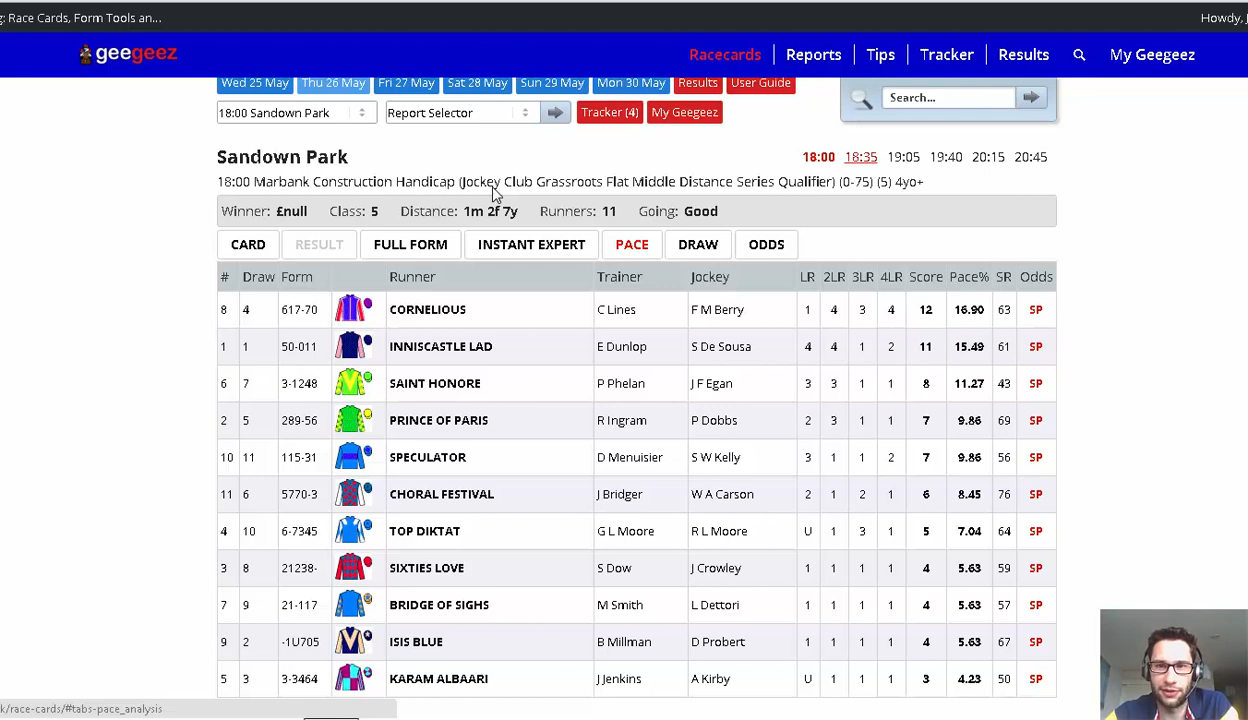 g: Race Cards, Form Tools an...
Howdy, J
geegeez
Racecards Reports Tips Tracker Results My Geegeez
Wed 25 May Thu 26 May Fri 27 May Sat 28 May Sun 29 May Mon 30 May Results User Guide
18:00 Sandown Park Report Selector Tracker (4) My Geegeez Search...
Sandown Park 18:00 18:35 19:05 19:40 20:15 20:45
18:00 Marbank Construction Handicap (Jockey Club Grassroots Flat Middle Distance Series Qualifier) (0-75) (5) 4yo+
Winner: £null Class: 5 Distance: 1m 2f 7y Runners: 11 Going: Good
CARD RESULT FULL FORM INSTANT EXPERT PACE DRAW ODDS
# Draw Form Runner Trainer Jockey LR 2LR 3LR 4LR Score Pace% SR Odds
8 4 617-70 CORNELIOUS C Lines F M Berry 1 4 3 4 12 16.90 63 SP
1 1 50-011 INNISCASTLE LAD E Dunlop S De Sousa 4 4 1 2 11 15.49 61 SP
6 7 3-1248 SAINT HONORE P Phelan J F Egan 3 3 1 1 8 11.27 43 SP
2 5 289-56 PRINCE OF PARIS R Ingram P Dobbs 2 3 1 1 7 9.86 69 SP
10 11 115-31 SPECULATOR D Menuisier S W Kelly 3 1 1 2 7 9.86 56 SP
11 6 5770-3 CHORAL FESTIVAL J Bridger W A Carson 2 1 2 1 6 8.45 76 SP
4 10 6-7345 TOP DIKTAT G L Moore R L Moore U 1 3 1 5 7.04 64 SP
3 8 21238- SIXTIES LOVE S Dow J Crowley 1 1 1 1 4 5.63 59 SP
7 9 21-117 BRIDGE OF SIGHS M Smith L Dettori 1 1 1 1 4 5.63 57 SP
9 2 -1U705 ISIS BLUE B Millman D Probert 1 1 1 1 4 5.63 67 SP
5 3 3-3464 KARAM ALBAARI J Jenkins A Kirby U 1 1 1 3 4.23 50 SP
k/race-cards/#tabs-pace_analysis